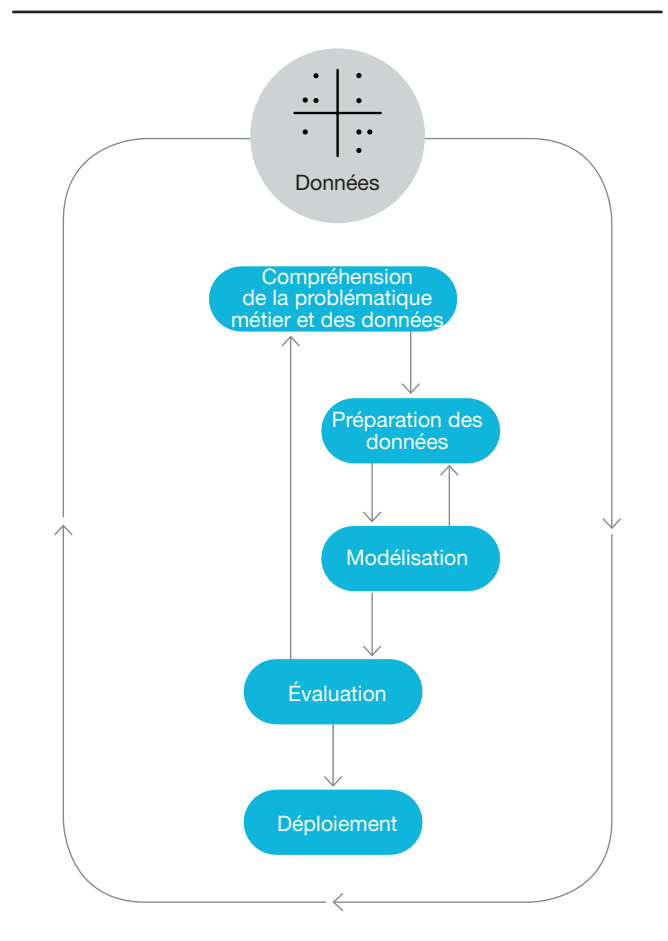 Données
Compréhension
de la problématique
métier et des données
Préparation des
données
Modélisation
Évaluation
Déploiement